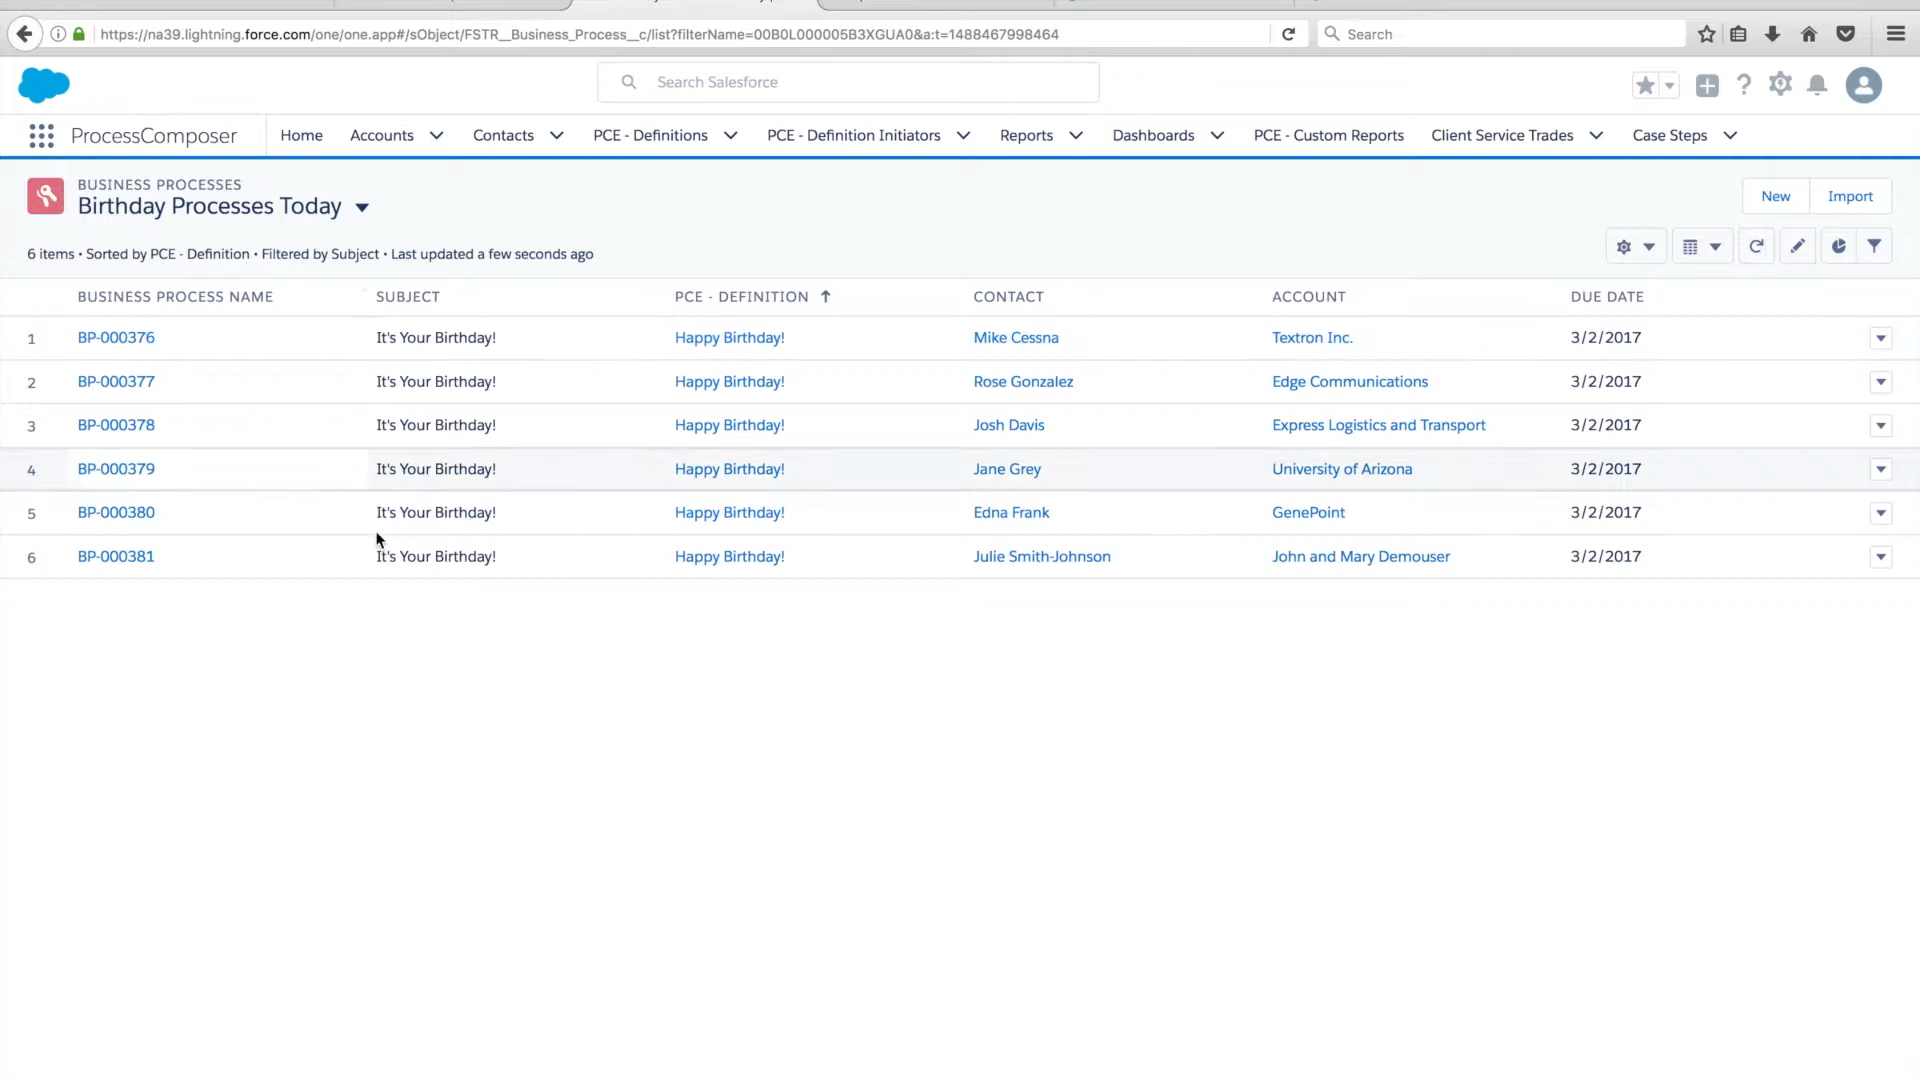 https://na39.lightning.force.com/one/one.app#/sObject/FSTR__Business_Process__c/list?filterName=00B0L000005B3XGUA0&a:t=1488467998464
Search
Search Salesforce
ProcessComposer Home Accounts Contacts PCE - Definitions PCE - Definition Initiators Reports Dashboards PCE - Custom Reports Client Service Trades Case Steps
BUSINESS PROCESSES
Birthday Processes Today
New Import
6 items • Sorted by PCE - Definition • Filtered by Subject • Last updated a few seconds ago
BUSINESS PROCESS NAME SUBJECT PCE - DEFINITION CONTACT ACCOUNT DUE DATE
1 BP-000376 It's Your Birthday! Happy Birthday! Mike Cessna Textron Inc. 3/2/2017
2 BP-000377 It's Your Birthday! Happy Birthday! Rose Gonzalez Edge Communications 3/2/2017
3 BP-000378 It's Your Birthday! Happy Birthday! Josh Davis Express Logistics and Transport 3/2/2017
4 BP-000379 It's Your Birthday! Happy Birthday! Jane Grey University of Arizona 3/2/2017
5 BP-000380 It's Your Birthday! Happy Birthday! Edna Frank GenePoint 3/2/2017
6 BP-000381 It's Your Birthday! Happy Birthday! Julie Smith-Johnson John and Mary Demouser 3/2/2017